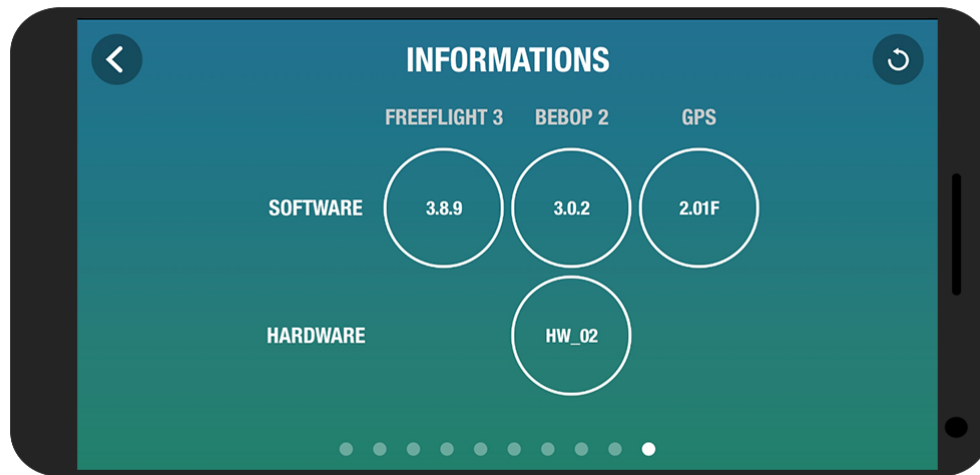 INFORMATIONS
FREEFLIGHT 3 BEBOP 2 GPS
SOFTWARE 3.8.9 3.0.2 2.01F
HARDWARE HW_02